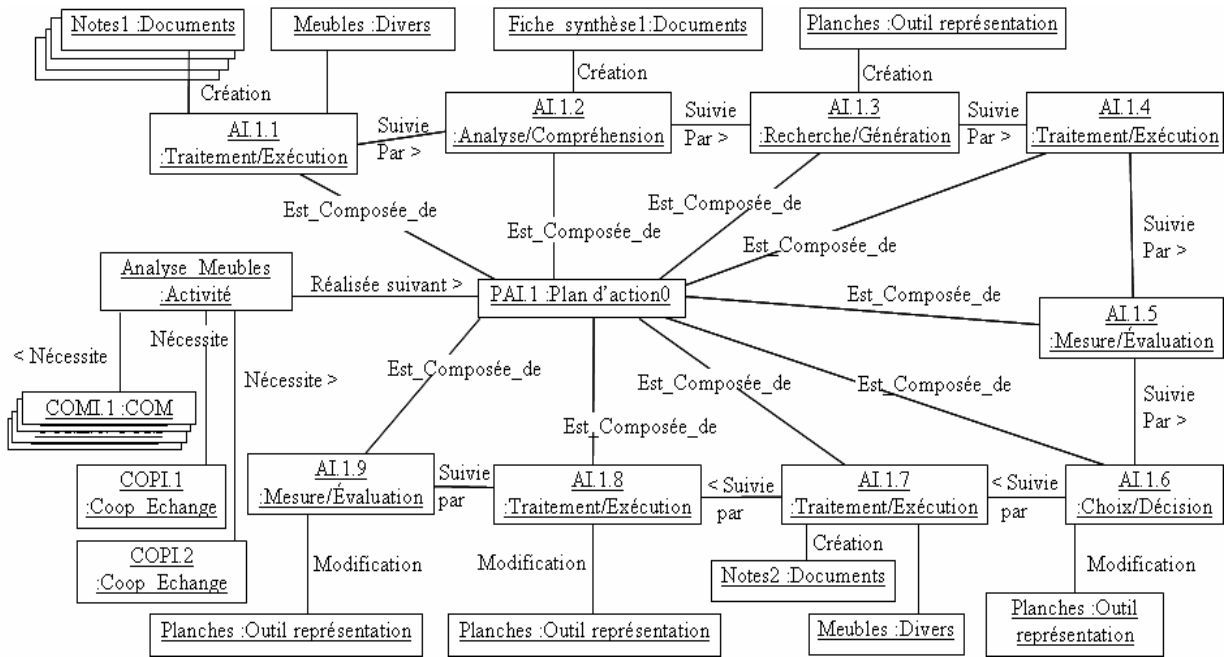 Notes1 :Documents
Meubles :Divers
Fiche synthèse1:Documents
Planches :Outil représentation
Création
Création
Création
AI.1.1
:Traitement/Exécution
Suivie
Par >
AI.1.2
:Analyse/Compréhension
Suivie
Par >
AI.1.3
:Recherche/Génération
Suivie
Par >
AI.1.4
:Traitement/Exécution
Est_Composée_de
Est_Composée_de
Est_Composée_de
Est_Composée_de
Suivie
Par >
Analyse Meubles
:Activité
Réalisée suivant >
PAI.1 :Plan d'action0
Est_Composée_de
AI.1.5
:Mesure/Évaluation
< Nécessite
Nécessite
Nécessite >
Est_Composée_de
Est_Composée_de
Est_Composée_de
Est_Composée_de
Suivie
Par >
COMI.1 :COM
COPI.1
:Coop Echange
COPI.2
:Coop Echange
AI.1.9
:Mesure/Évaluation
Suivie
par
AI.1.8
:Traitement/Exécution
< Suivie
par
AI.1.7
:Traitement/Exécution
< Suivie
par
AI.1.6
:Choix/Décision
Modification
Modification
Création
Modification
Notes2 :Documents
Planches :Outil représentation
Planches :Outil représentation
Meubles :Divers
Planches :Outil
représentation